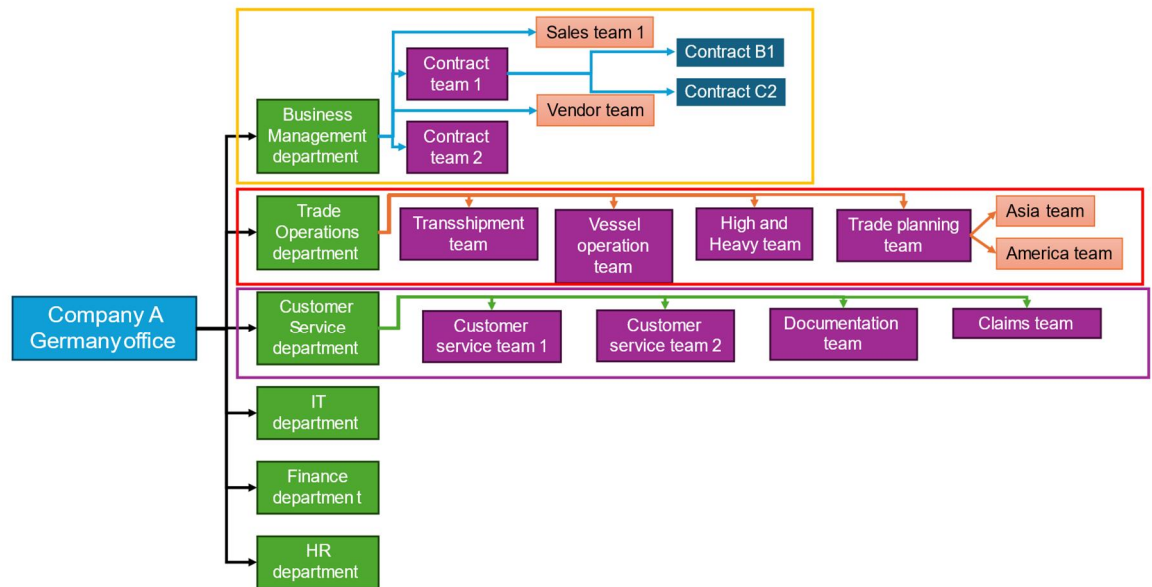 Sales team 1
Contract
team 1
Contract B1
Contract C2
Vendor team
Business
Management
department
Contract
team 2
Trade
Operations
department
Transshipment
team
Vessel
operation
team
High and
Heavy team
Trade planning
team
Asia team
America team
Company A
Germany office
Customer
Service
department
Customer
service team 1
Customer
service team 2
Documentation
team
Claims team
IT
department
Finance
department
HR
department